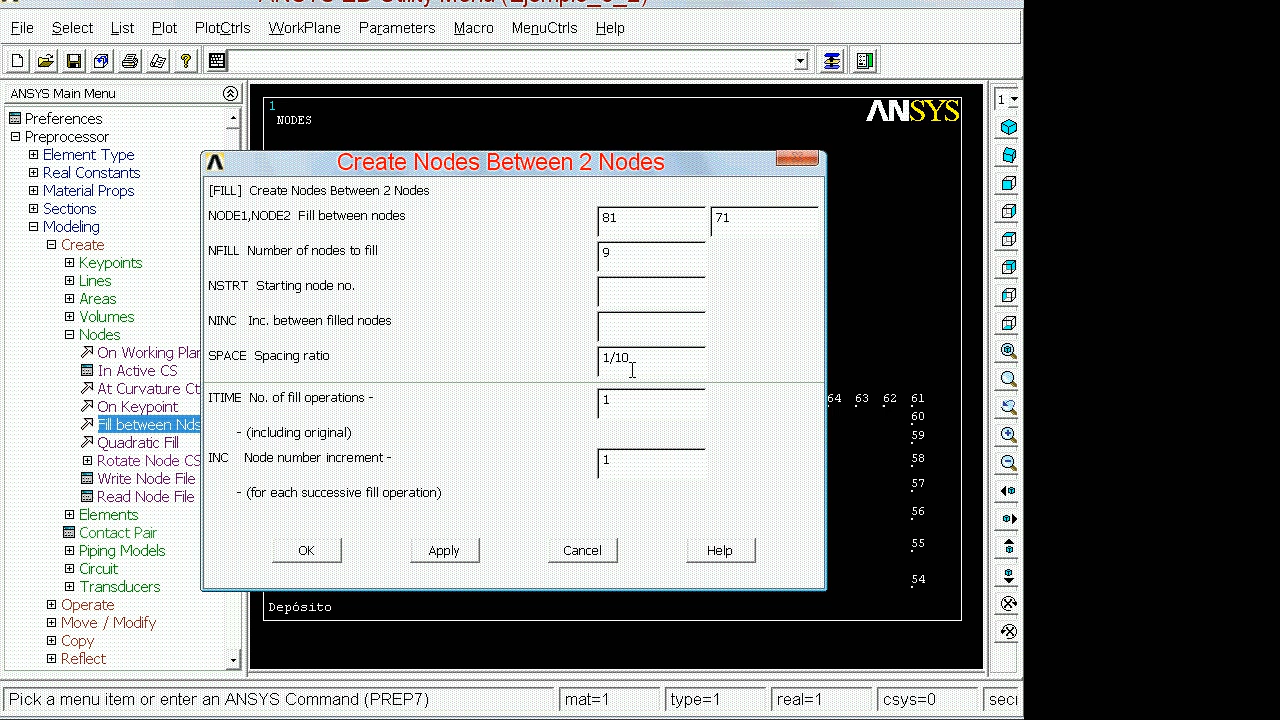 File Select List Plot PlotCtrls WorkPlane Parameters Macro MenuCtrls Help
ANSYS Main Menu
Preferences
Preprocessor
Element Type
Real Constants
Material Props
Sections
Modeling
Create
Keypoints
Lines
Areas
Volumes
Nodes
On Working Plan
In Active CS
At Curvature Ct
On Keypoint
Fill between Nds
Quadratic Fill
Rotate Node CS
Write Node File
Read Node File
Elements
Contact Pair
Piping Models
Circuit
Transducers
Operate
Move / Modify
Copy
Reflect
1
NODES
ANSYS
1
Create Nodes Between 2 Nodes
[FILL] Create Nodes Between 2 Nodes
NODE1,NODE2 Fill between nodes 81 71
NFILL Number of nodes to fill 9
NSTRT Starting node no.
NINC Inc. between filled nodes
SPACE Spacing ratio 1/10
ITIME No. of fill operations - 1
- (including original)
INC Node number increment - 1
- (for each successive fill operation)
OK Apply Cancel Help
64 63 62 61
60
59
58
57
56
55
54
Depósito
Pick a menu item or enter an ANSYS Command (PREP7) mat=1 type=1 real=1 csys=0 sec